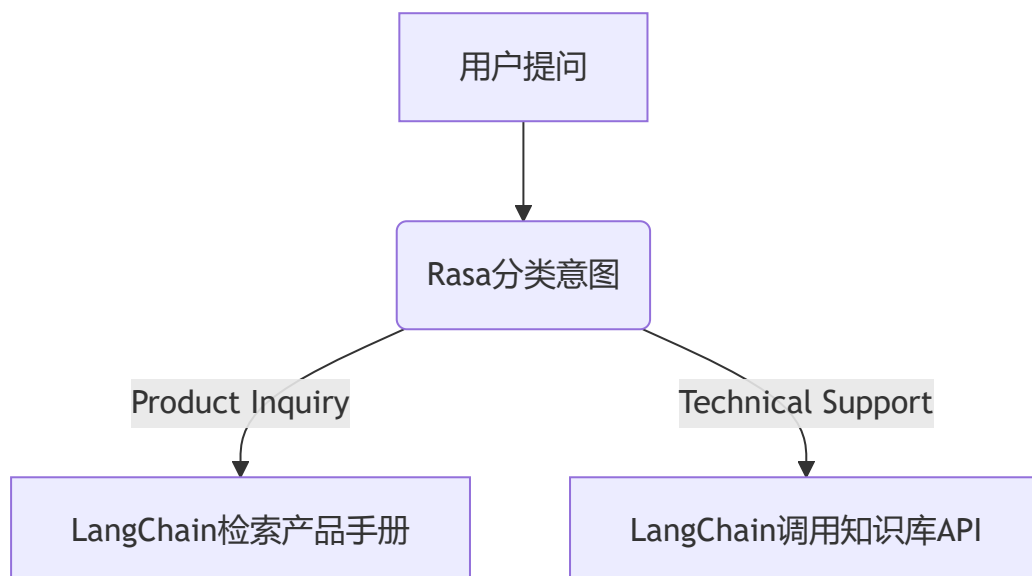 用户提问
Rasa分类意图
Product Inquiry
Technical Support
LangChain检索产品手册
LangChain调用知识库API